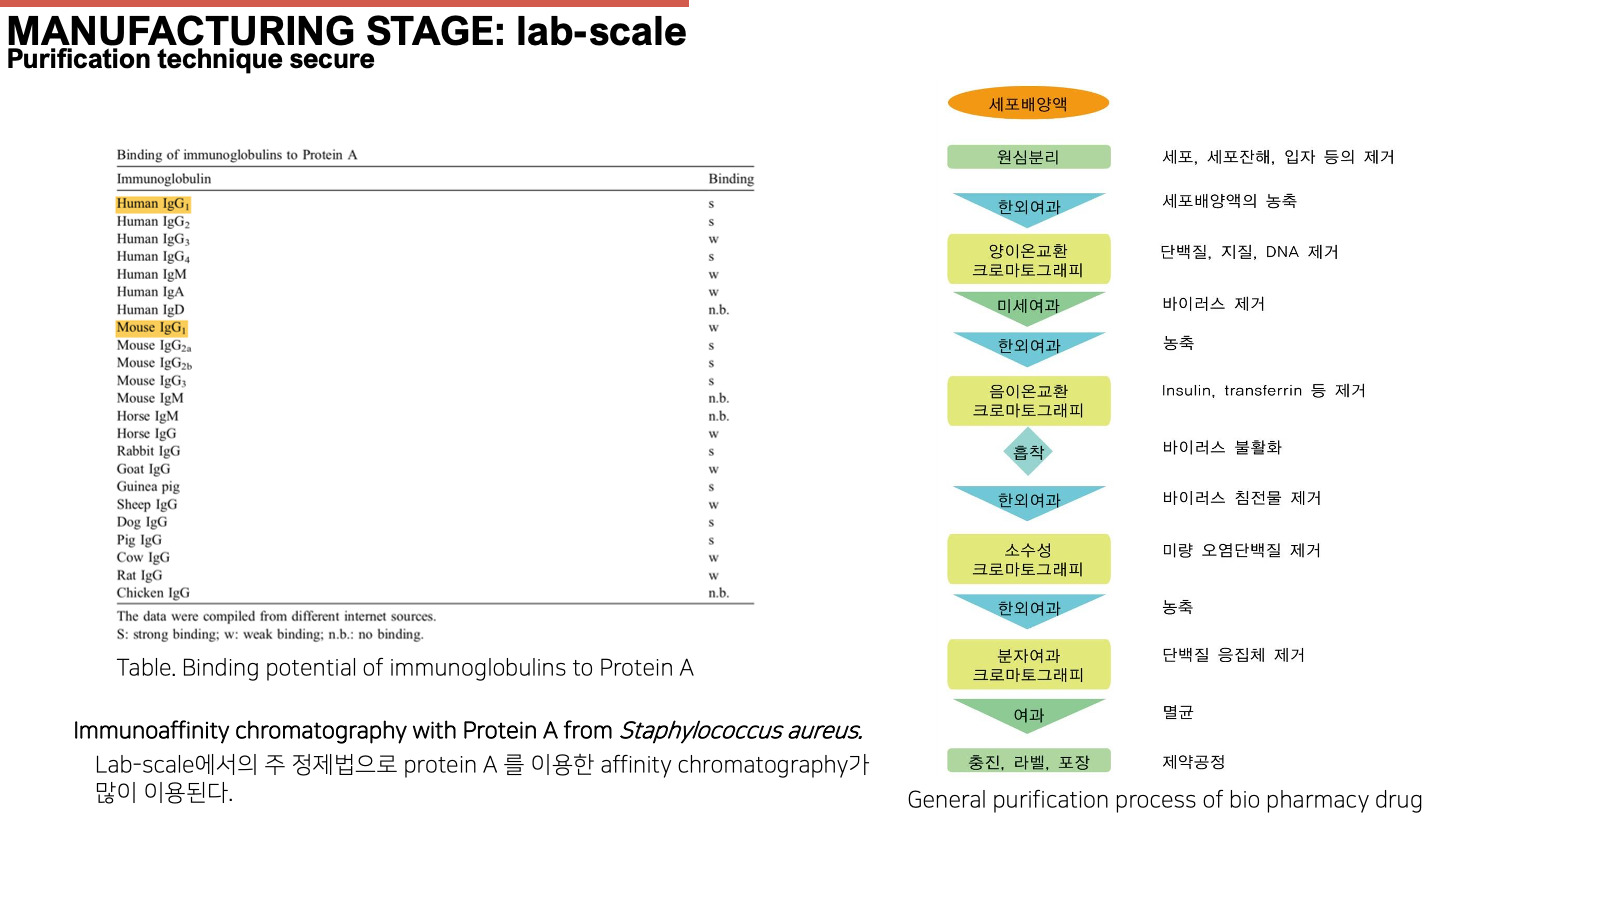 MANUFACTURING STAGE: lab-scale
Purification technique secure
Binding of immunoglobulins to Protein A
Immunoglobulin Binding
Human IgG1 s
Human IgG2 s
Human IgG3 w
Human IgG4 s
Human IgM w
Human IgA w
Human IgD n.b.
Mouse IgG1 w
Mouse IgG2a s
Mouse IgG2b s
Mouse IgG3 s
Mouse IgM n.b.
Horse IgM n.b.
Horse IgG w
Rabbit IgG s
Goat IgG w
Guinea pig s
Sheep IgG w
Dog IgG s
Pig IgG s
Cow IgG w
Rat IgG w
Chicken IgG n.b.
The data were compiled from different internet sources.
S: strong binding; w: weak binding; n.b.: no binding.
Table. Binding potential of immunoglobulins to Protein A
Immunoaffinity chromatography with Protein A from Staphylococcus aureus.
Lab-scale에서의 주 정제법으로 protein A 를 이용한 affinity chromatography가
많이 이용된다.
세포배양액
원심분리 세포, 세포잔해, 입자 등의 제거
한외여과 세포배양액의 농축
양이온교환
크로마토그래피
단백질, 지질, DNA 제거
미세여과 바이러스 제거
한외여과 농축
음이온교환
크로마토그래피
Insulin, transferrin 등 제거
흡착 바이러스 불활화
한외여과 바이러스 침전물 제거
소수성
크로마토그래피
미량 오염단백질 제거
한외여과 농축
분자여과
크로마토그래피
단백질 응집체 제거
여과 멸균
충진, 라벨, 포장 제약공정
General purification process of bio pharmacy drug